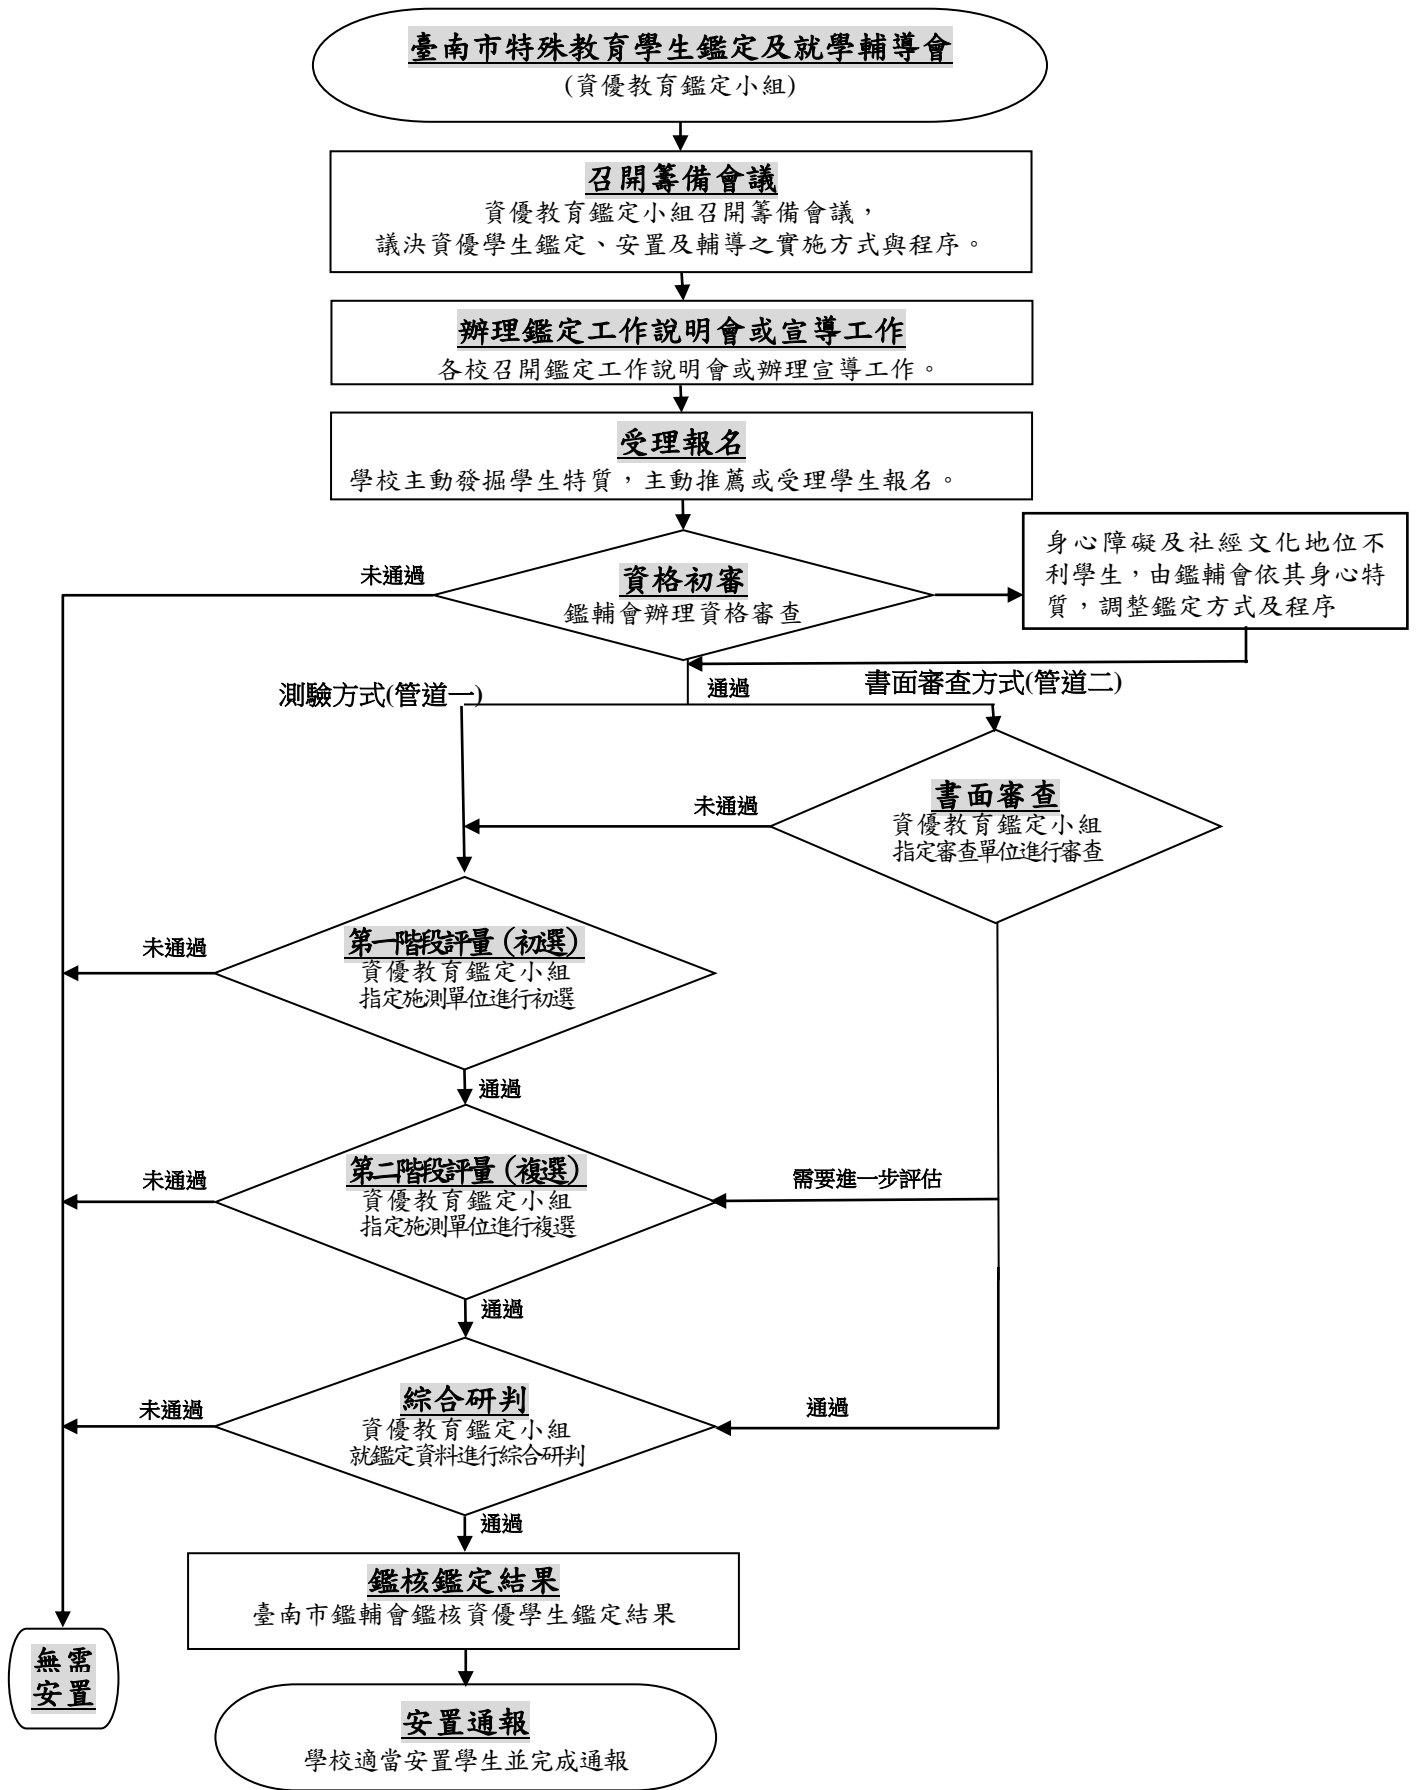 臺南市特殊教育學生鑑定及就學輔導會
(資優教育鑑定小組)
召開籌備會議
資優教育鑑定小組召開籌備會議，
議決資優學生鑑定、安置及輔導之實施方式與程序。
辦理鑑定工作說明會或宣導工作
各校召開鑑定工作說明會或辦理宣導工作。
受理報名
學校主動發掘學生特質，主動推薦或受理學生報名。
未通過
資格初審
鑑輔會辦理資格審查
身心障礙及社經文化地位不
利學生，由鑑輔會依其身心特
質，調整鑑定方式及程序
測驗方式(管道一)
通過
書面審查方式(管道二)
未通過
書面審查
資優教育鑑定小組
指定審查單位進行審查
未通過
第一階段評量（初選）
資優教育鑑定小組
指定施測單位進行初選
通過
未通過
第二階段評量（複選）
資優教育鑑定小組
指定施測單位進行複選
需要進一步評估
通過
未通過
綜合研判
資優教育鑑定小組
就鑑定資料進行綜合研判
通過
通過
鑑核鑑定結果
臺南市鑑輔會鑑核資優學生鑑定結果
無需
安置
安置通報
學校適當安置學生並完成通報